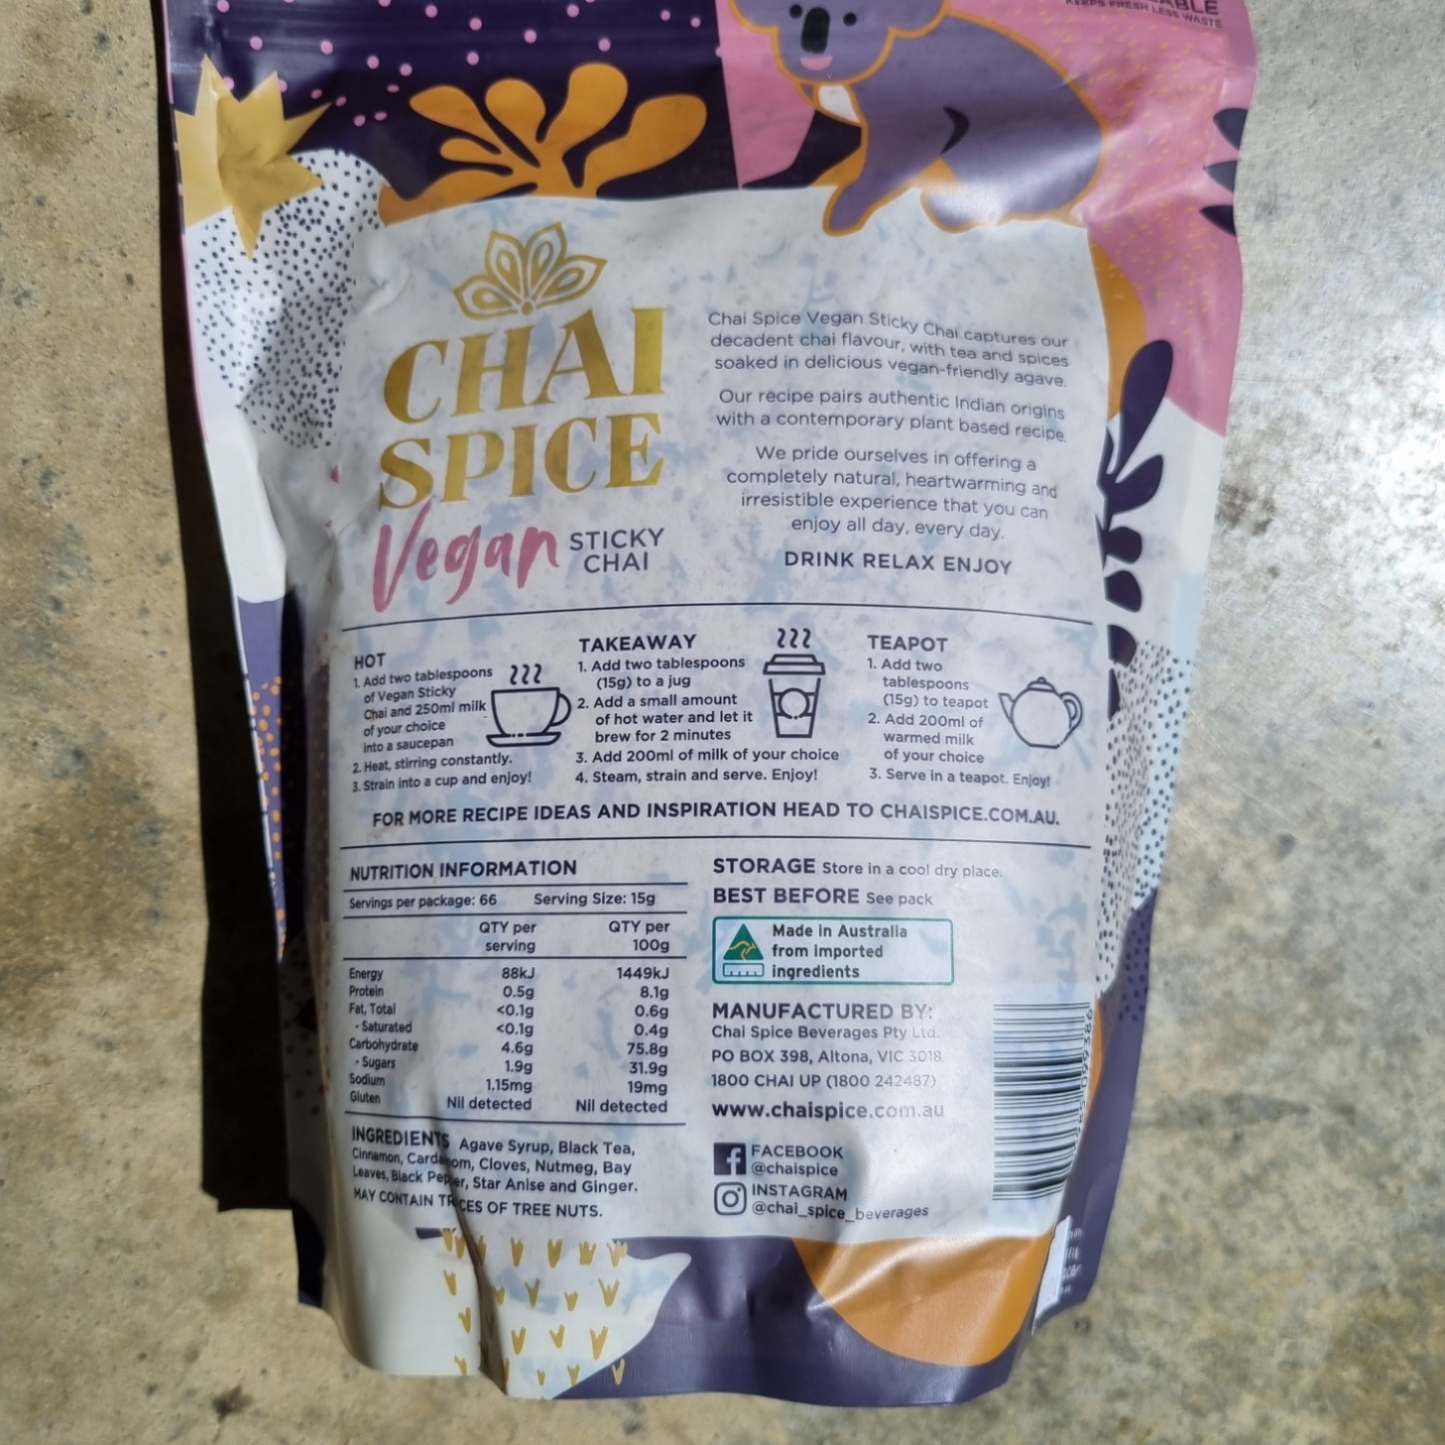 ABLE
KEEPS FRESH LESS WASTE
CHAI
SPICE
Vegan STICKY
CHAI
Chai Spice Vegan Sticky Chai captures our
decadent chai flavour, with tea and spices
soaked in delicious vegan-friendly agave.
Our recipe pairs authentic Indian origins
with a contemporary plant based recipe.
We pride ourselves in offering a
completely natural, heartwarming and
irresistible experience that you can
enjoy all day, every day.
DRINK RELAX ENJOY
HOT
1. Add two tablespoons
of Vegan Sticky
Chai and 250ml milk
of your choice
into a saucepan
2. Heat, stirring constantly.
3. Strain into a cup and enjoy!
TAKEAWAY
1. Add two tablespoons
(15g) to a jug
2. Add a small amount
of hot water and let it
brew for 2 minutes
3. Add 200ml of milk of your choice
4. Steam, strain and serve. Enjoy!
TEAPOT
1. Add two
tablespoons
(15g) to teapot
2. Add 200ml of
warmed milk
of your choice
3. Serve in a teapot. Enjoy!
FOR MORE RECIPE IDEAS AND INSPIRATION HEAD TO CHAISPICE.COM.AU.
NUTRITION INFORMATION
Servings per package: 66 Serving Size: 15g
QTY per QTY per
serving 100g
Energy 88kJ 1449kJ
Protein 0.5g 8.1g
Fat, Total <0.1g 0.6g
- Saturated <0.1g 0.4g
Carbohydrate 4.6g 75.8g
- Sugars 1.9g 31.9g
Sodium 1.15mg 19mg
Gluten Nil detected Nil detected
INGREDIENTS Agave Syrup, Black Tea,
Cinnamon, Cardamom, Cloves, Nutmeg, Bay
Leaves, Black Pepper, Star Anise and Ginger.
MAY CONTAIN TRACES OF TREE NUTS.
STORAGE Store in a cool dry place.
BEST BEFORE See pack
Made in Australia
from imported
ingredients
MANUFACTURED BY:
Chai Spice Beverages Pty Ltd.
PO BOX 398, Altona, VIC 3018
1800 CHAI UP (1800 242487)
www.chaispice.com.au
FACEBOOK
@chaispice
INSTAGRAM
@chai_spice_beverages